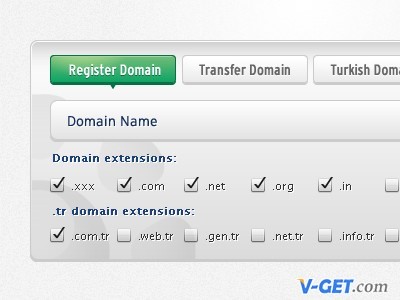 Register Domain Transfer Domain Turkish Doma
Domain Name
Domain extensions:
.xxx .com .net .org .in
.tr domain extensions:
.com.tr .web.tr .gen.tr .net.tr .info.tr
V-GET.com